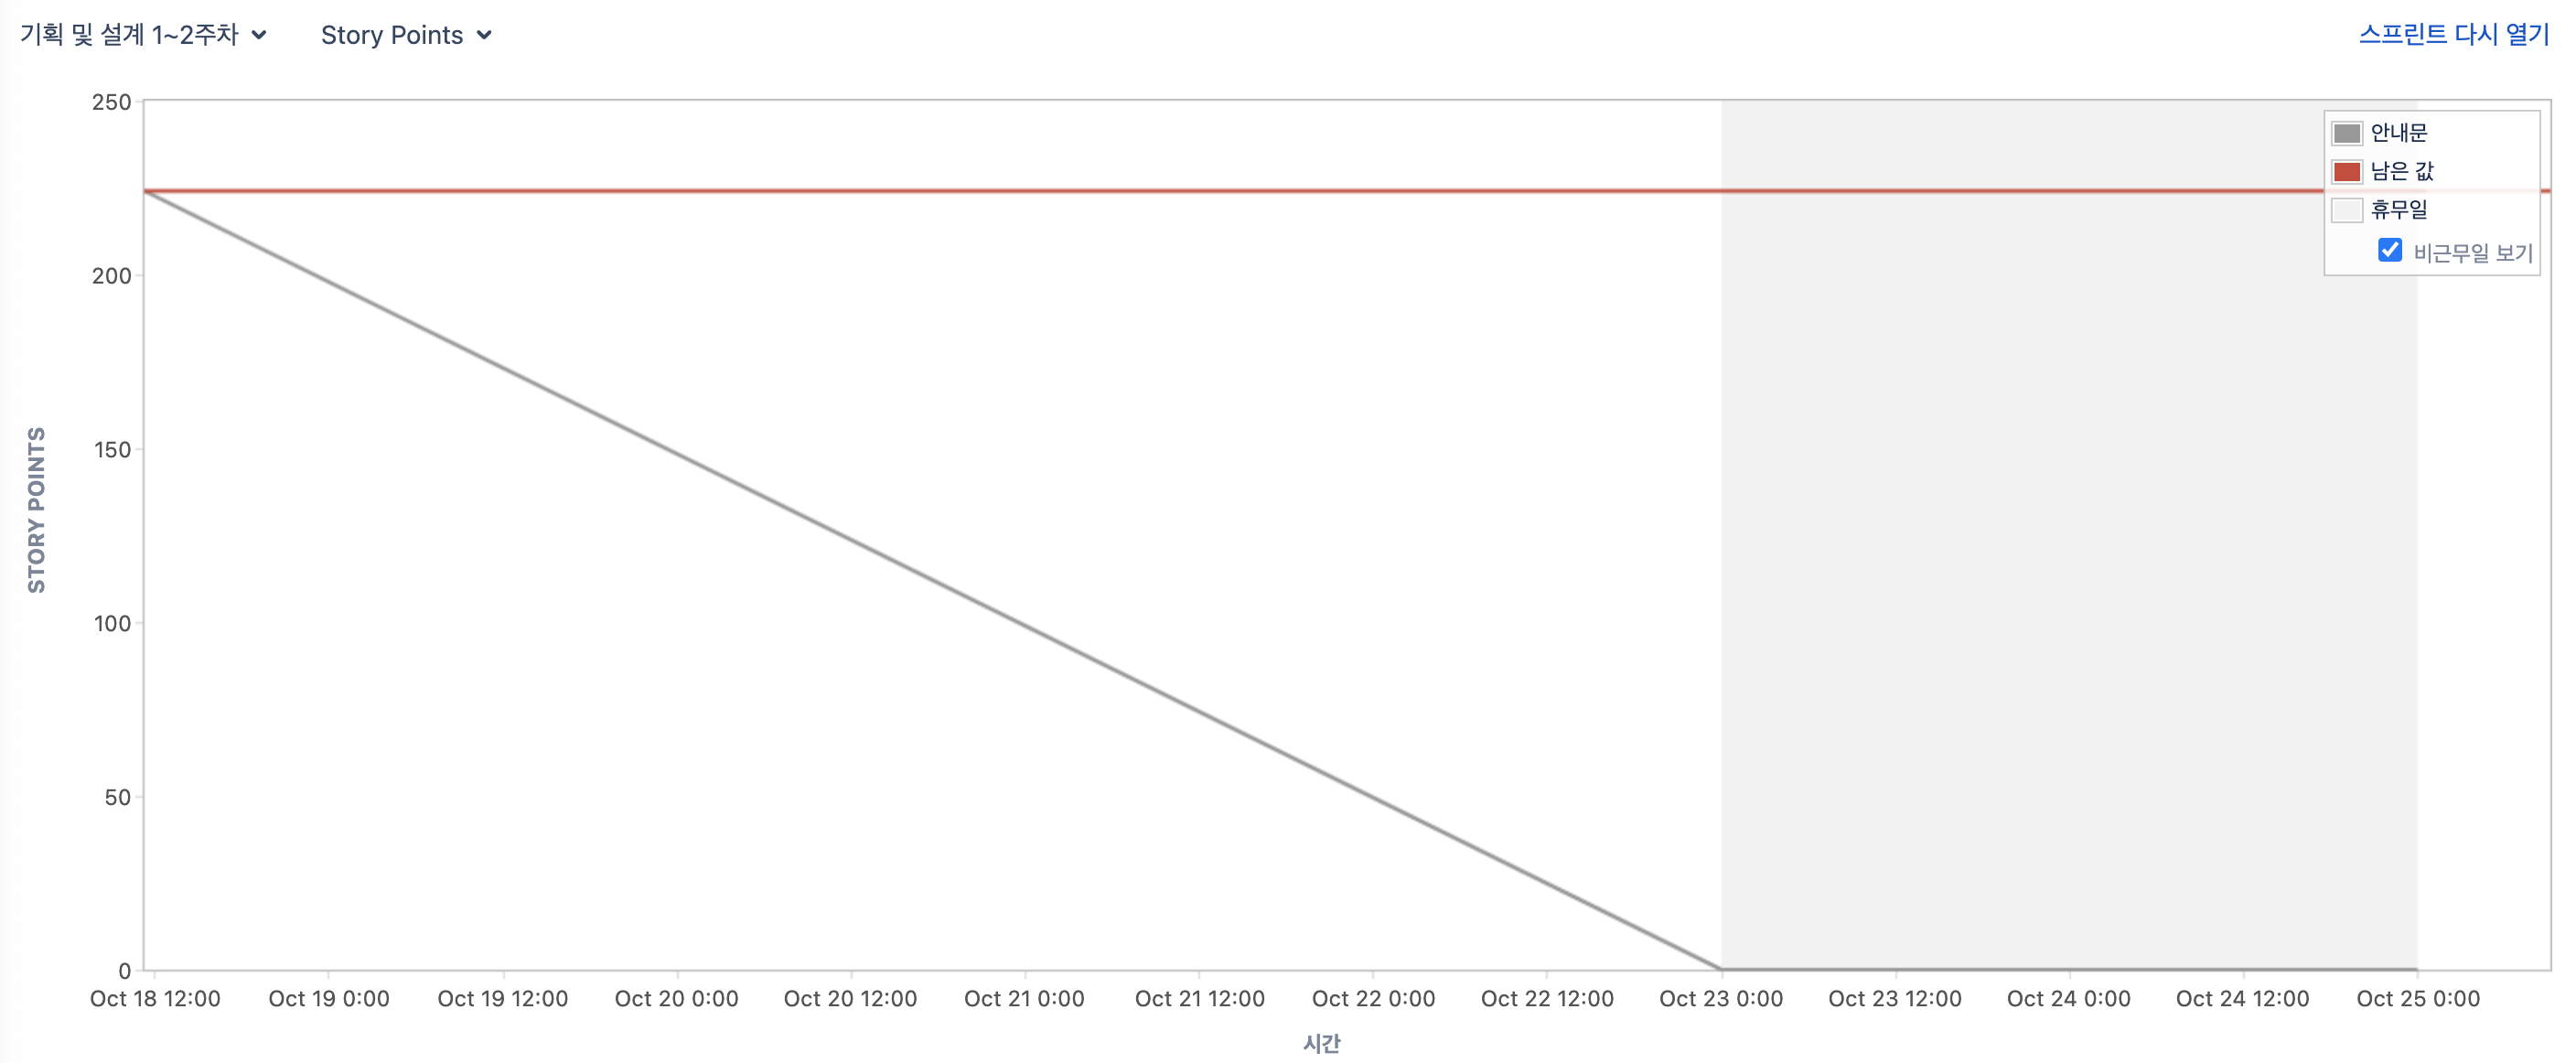 기획 및 설계 1~2주차
Story Points
스프린트 다시 열기
250
200
150
100
50
0
STORY POINTS
안내문
남은 값
휴무일
비근무일 보기
Oct 18 12:00
Oct 19 0:00
Oct 19 12:00
Oct 20 0:00
Oct 20 12:00
Oct 21 0:00
Oct 21 12:00
Oct 22 0:00
Oct 22 12:00
Oct 23 0:00
Oct 23 12:00
Oct 24 0:00
Oct 24 12:00
Oct 25 0:00
시간